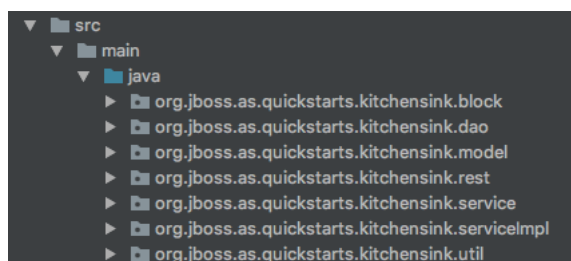 src
main
java
org.jboss.as.quickstarts.kitchensink.block
org.jboss.as.quickstarts.kitchensink.dao
org.jboss.as.quickstarts.kitchensink.model
org.jboss.as.quickstarts.kitchensink.rest
org.jboss.as.quickstarts.kitchensink.service
org.jboss.as.quickstarts.kitchensink.serviceImpl
org.jboss.as.quickstarts.kitchensink.util